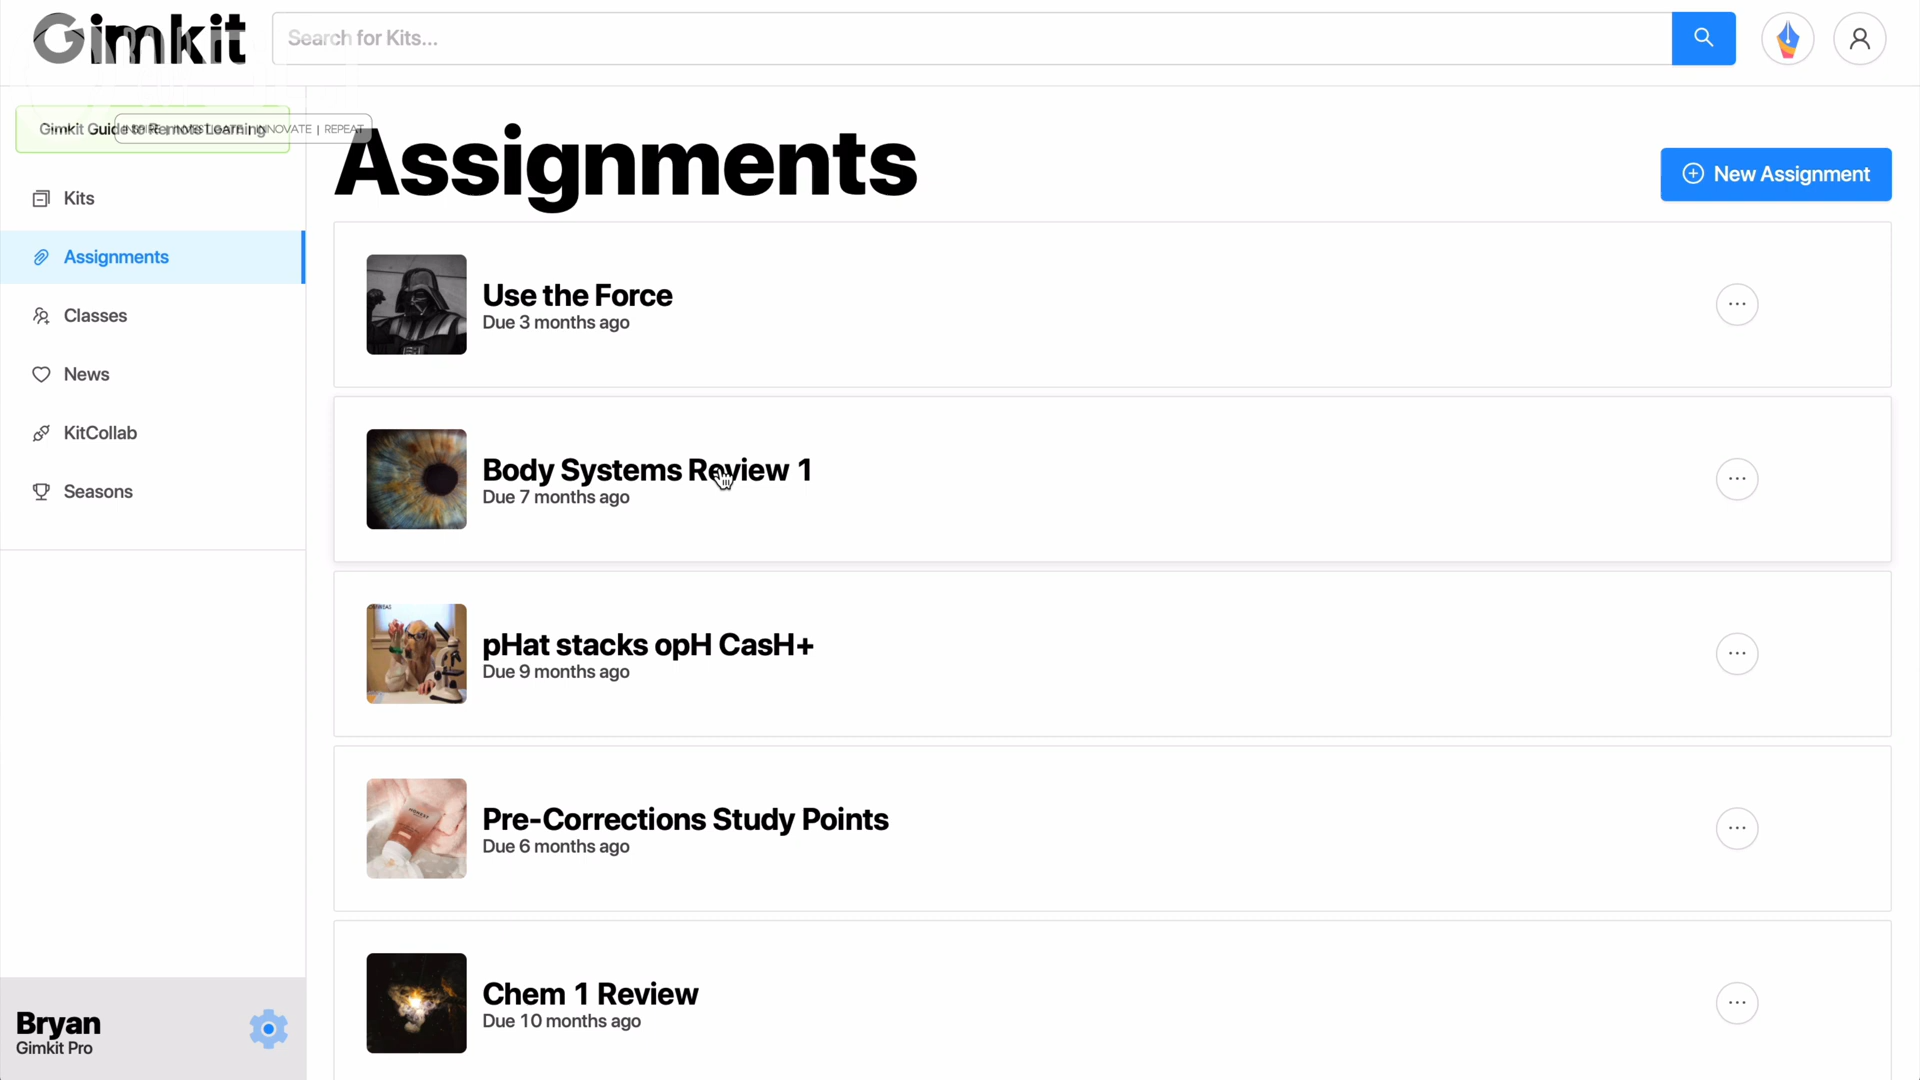 Gimkit
Search for Kits...
Gimkit Guide to Remote Learning
INNOVATE | REPEAT
Assignments
New Assignment
Kits
Assignments
Classes
News
KitCollab
Seasons
Use the Force
Due 3 months ago
Body Systems Review 1
Due 7 months ago
pHat stacks opH CasH+
Due 9 months ago
Pre-Corrections Study Points
Due 6 months ago
Chem 1 Review
Due 10 months ago
Bryan
Gimkit Pro